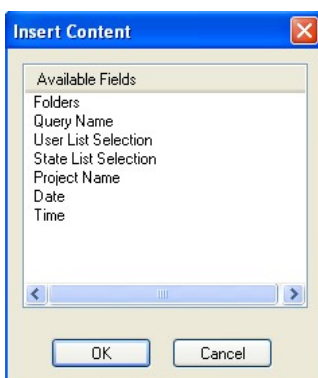 Insert Content
Available Fields
Folders
Query Name
User List Selection
State List Selection
Project Name
Date
Time
OK
Cancel